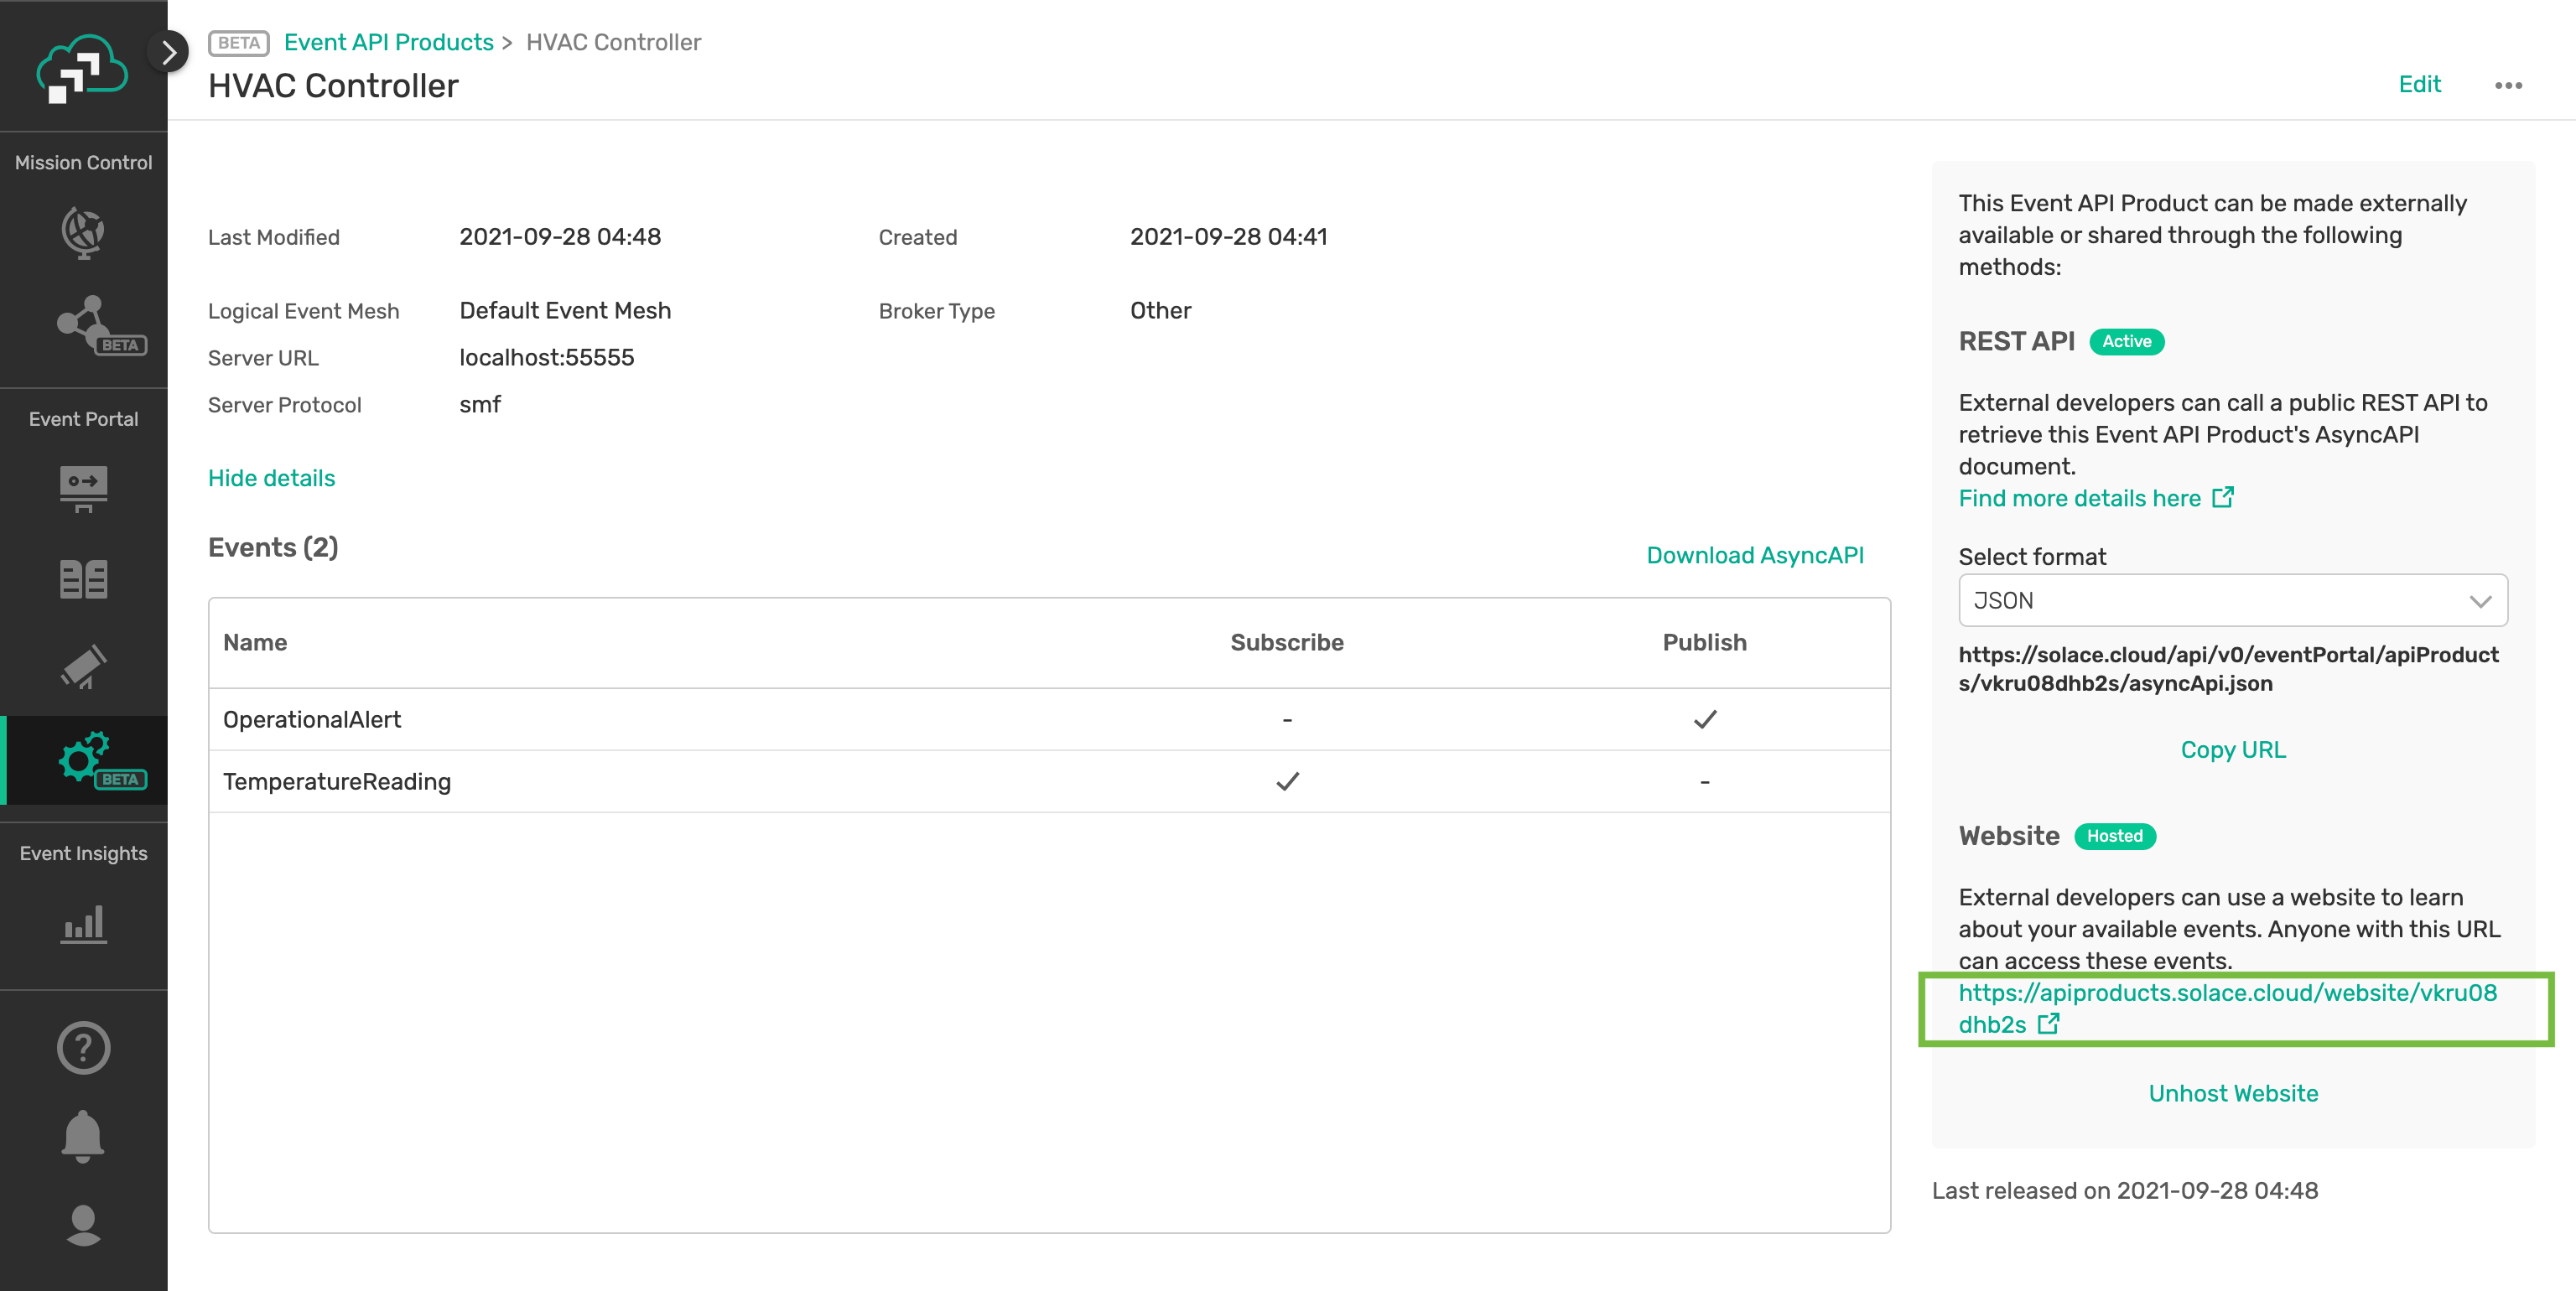 BETA Event API Products > HVAC Controller
HVAC Controller
Edit
Mission Control
BETA
Event Portal
BETA
Event Insights
?
Last Modified 2021-09-28 04:48 Created 2021-09-28 04:41
Logical Event Mesh Default Event Mesh Broker Type Other
Server URL localhost:55555
Server Protocol smf
Hide details
Events (2)
Download AsyncAPI
Name Subscribe Publish
OperationalAlert -
TemperatureReading -
This Event API Product can be made externally
available or shared through the following
methods:
REST API Active
External developers can call a public REST API to
retrieve this Event API Product's AsyncAPI
document.
Find more details here
Select format
JSON
https://solace.cloud/api/v0/eventPortal/apiProduct
s/vkru08dhb2s/asyncApi.json
Copy URL
Website Hosted
External developers can use a website to learn
about your available events. Anyone with this URL
can access these events.
https://apiproducts.solace.cloud/website/vkru08
dhb2s
Unhost Website
Last released on 2021-09-28 04:48